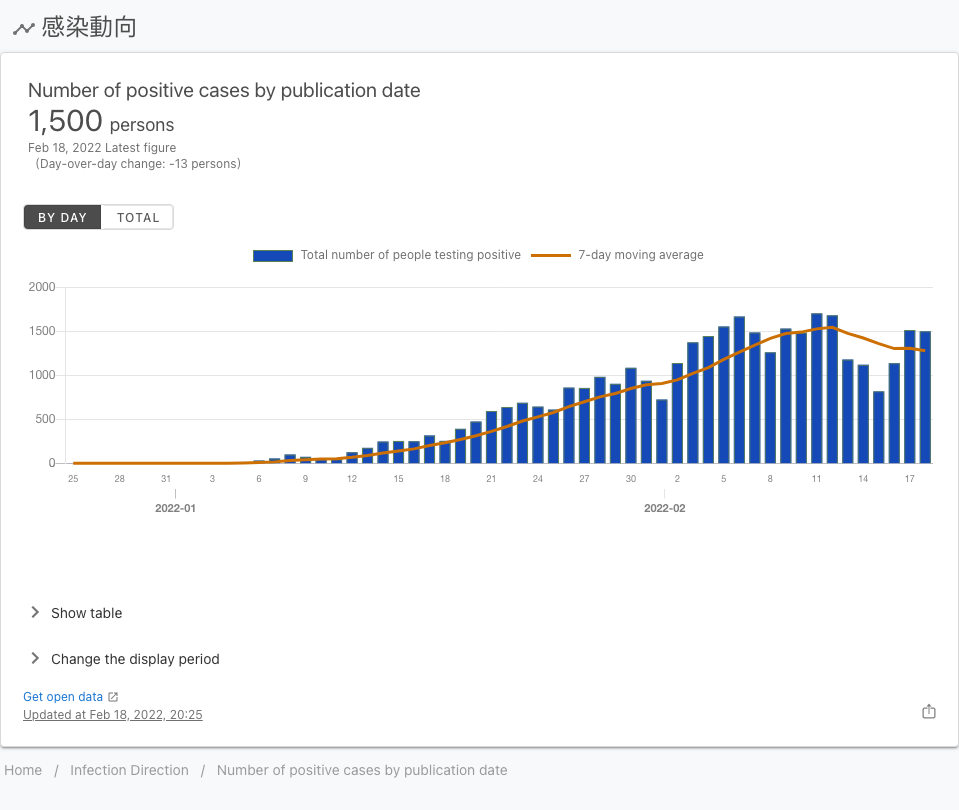 感染動向
Number of positive cases by publication date
1,500 persons
Feb 18, 2022 Latest figure
(Day-over-day change: -13 persons)
BY DAY TOTAL
Total number of people testing positive 7-day moving average
2000
1500
1000
500
0
25 28 31 3 6 9 12 15 18 21 24 27 30 2 5 8 11 14 17
2022-01 2022-02
Show table
Change the display period
Get open data
Updated at Feb 18, 2022, 20:25
Home / Infection Direction / Number of positive cases by publication date